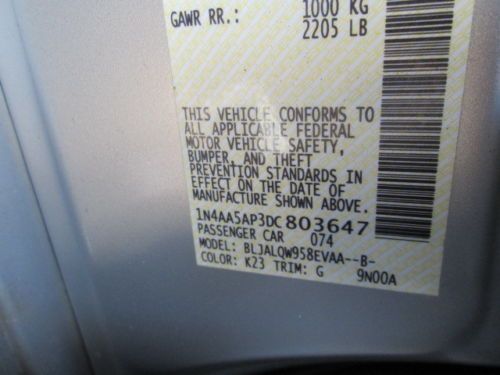 GAWR RR.: 1000 KG
2205 LB
THIS VEHICLE CONFORMS TO
ALL APPLICABLE FEDERAL
MOTOR VEHICLE SAFETY,
BUMPER, AND THEFT
PREVENTION STANDARDS IN
EFFECT ON THE DATE OF
MANUFACTURE SHOWN ABOVE.
1N4AA5AP3DC803647
PASSENGER CAR 074
MODEL: BLJALQW958EVAA--B-
COLOR: K23 TRIM: G 9N00A